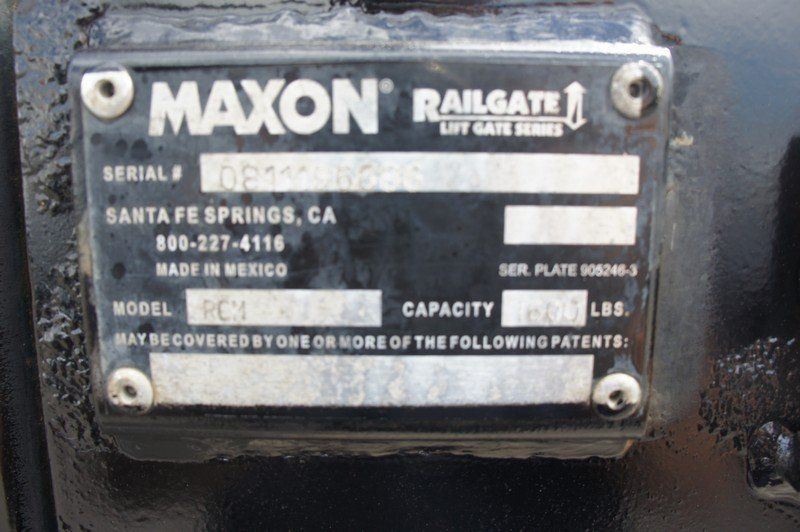 MAXON® RAILGATE
LIFT GATE SERIES
SERIAL #
SANTA FE SPRINGS, CA
800-227-4116
MADE IN MEXICO
SER. PLATE 905246-3
MODEL RCM CAPACITY LBS.
MAY BE COVERED BY ONE OR MORE OF THE FOLLOWING PATENTS: